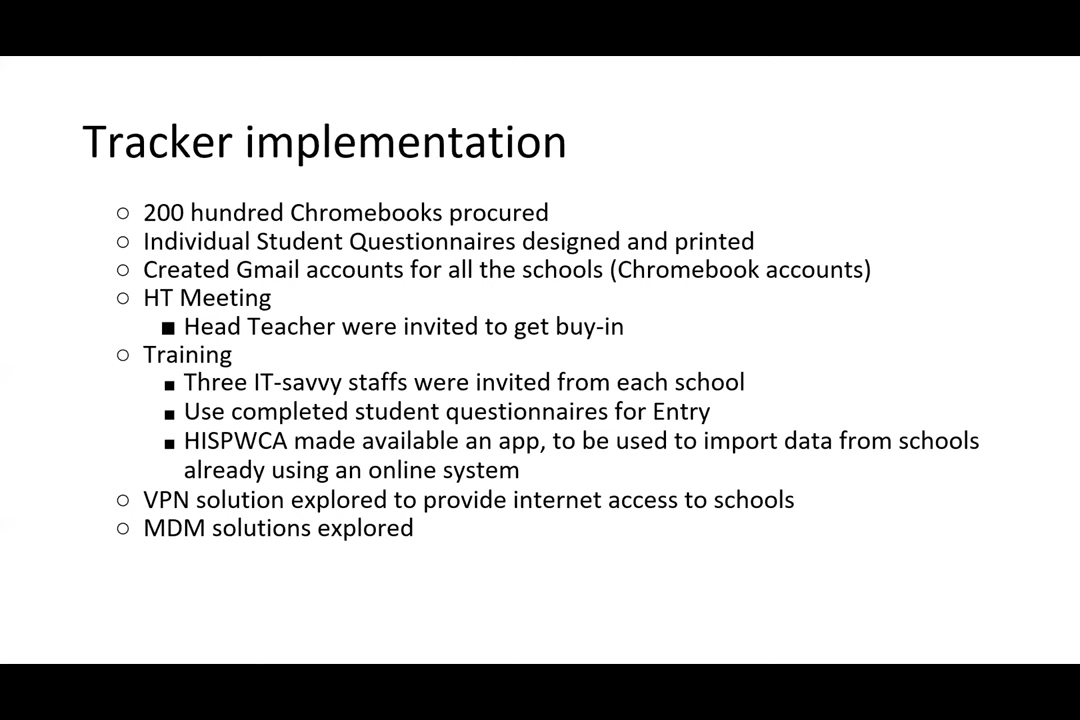 Tracker implementation
○ 200 hundred Chromebooks procured
○ Individual Student Questionnaires designed and printed
○ Created Gmail accounts for all the schools (Chromebook accounts)
○ HT Meeting
■ Head Teacher were invited to get buy-in
○ Training
■ Three IT-savvy staffs were invited from each school
■ Use completed student questionnaires for Entry
■ HISPWCA made available an app, to be used to import data from schools
already using an online system
○ VPN solution explored to provide internet access to schools
○ MDM solutions explored